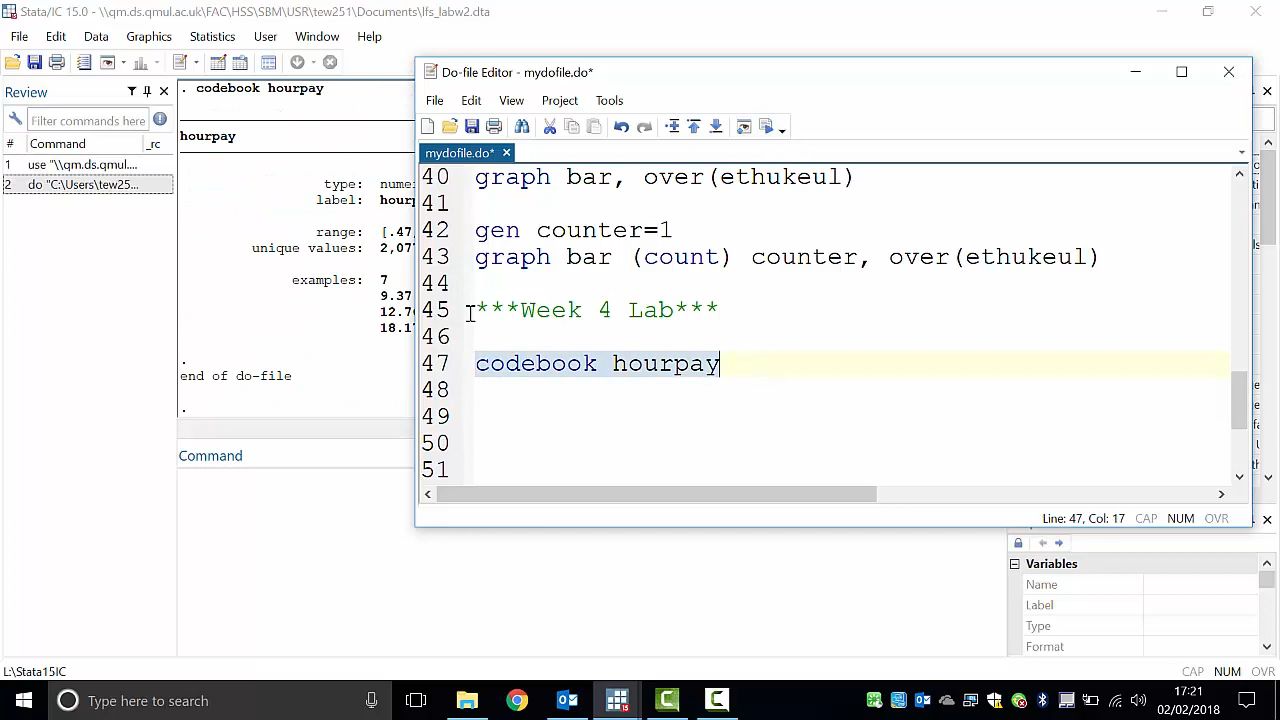 Stata/IC 15.0 - \\qm.ds.qmul.ac.uk\FAC\HSS\SBM\USR\tew251\Documents\lfs_labw2.dta
File Edit Data Graphics Statistics User Window Help
Review
Filter commands here
# Command _rc
1 use "\\qm.ds.qmul....
2 do "C:\Users\tew25...
. codebook hourpay
hourpay
type:
label:
range: [.47,
unique values:
examples: 7
9.37
.
end of do-file
.
Command
Do-file Editor - mydofile.do*
File Edit View Project Tools
mydofile.do*
40 graph bar, over(ethukeul)
41
42 gen counter=1
43 graph bar (count) counter, over(ethukeul)
44
45 ***Week 4 Lab***
46
47 codebook hourpay
48
49
50
51
Line: 47, Col: 17 CAP NUM OVR
Variables
Name
Label
Type
Format
L:\Stata15IC
CAP NUM OVR
Type here to search
17:21
02/02/2018